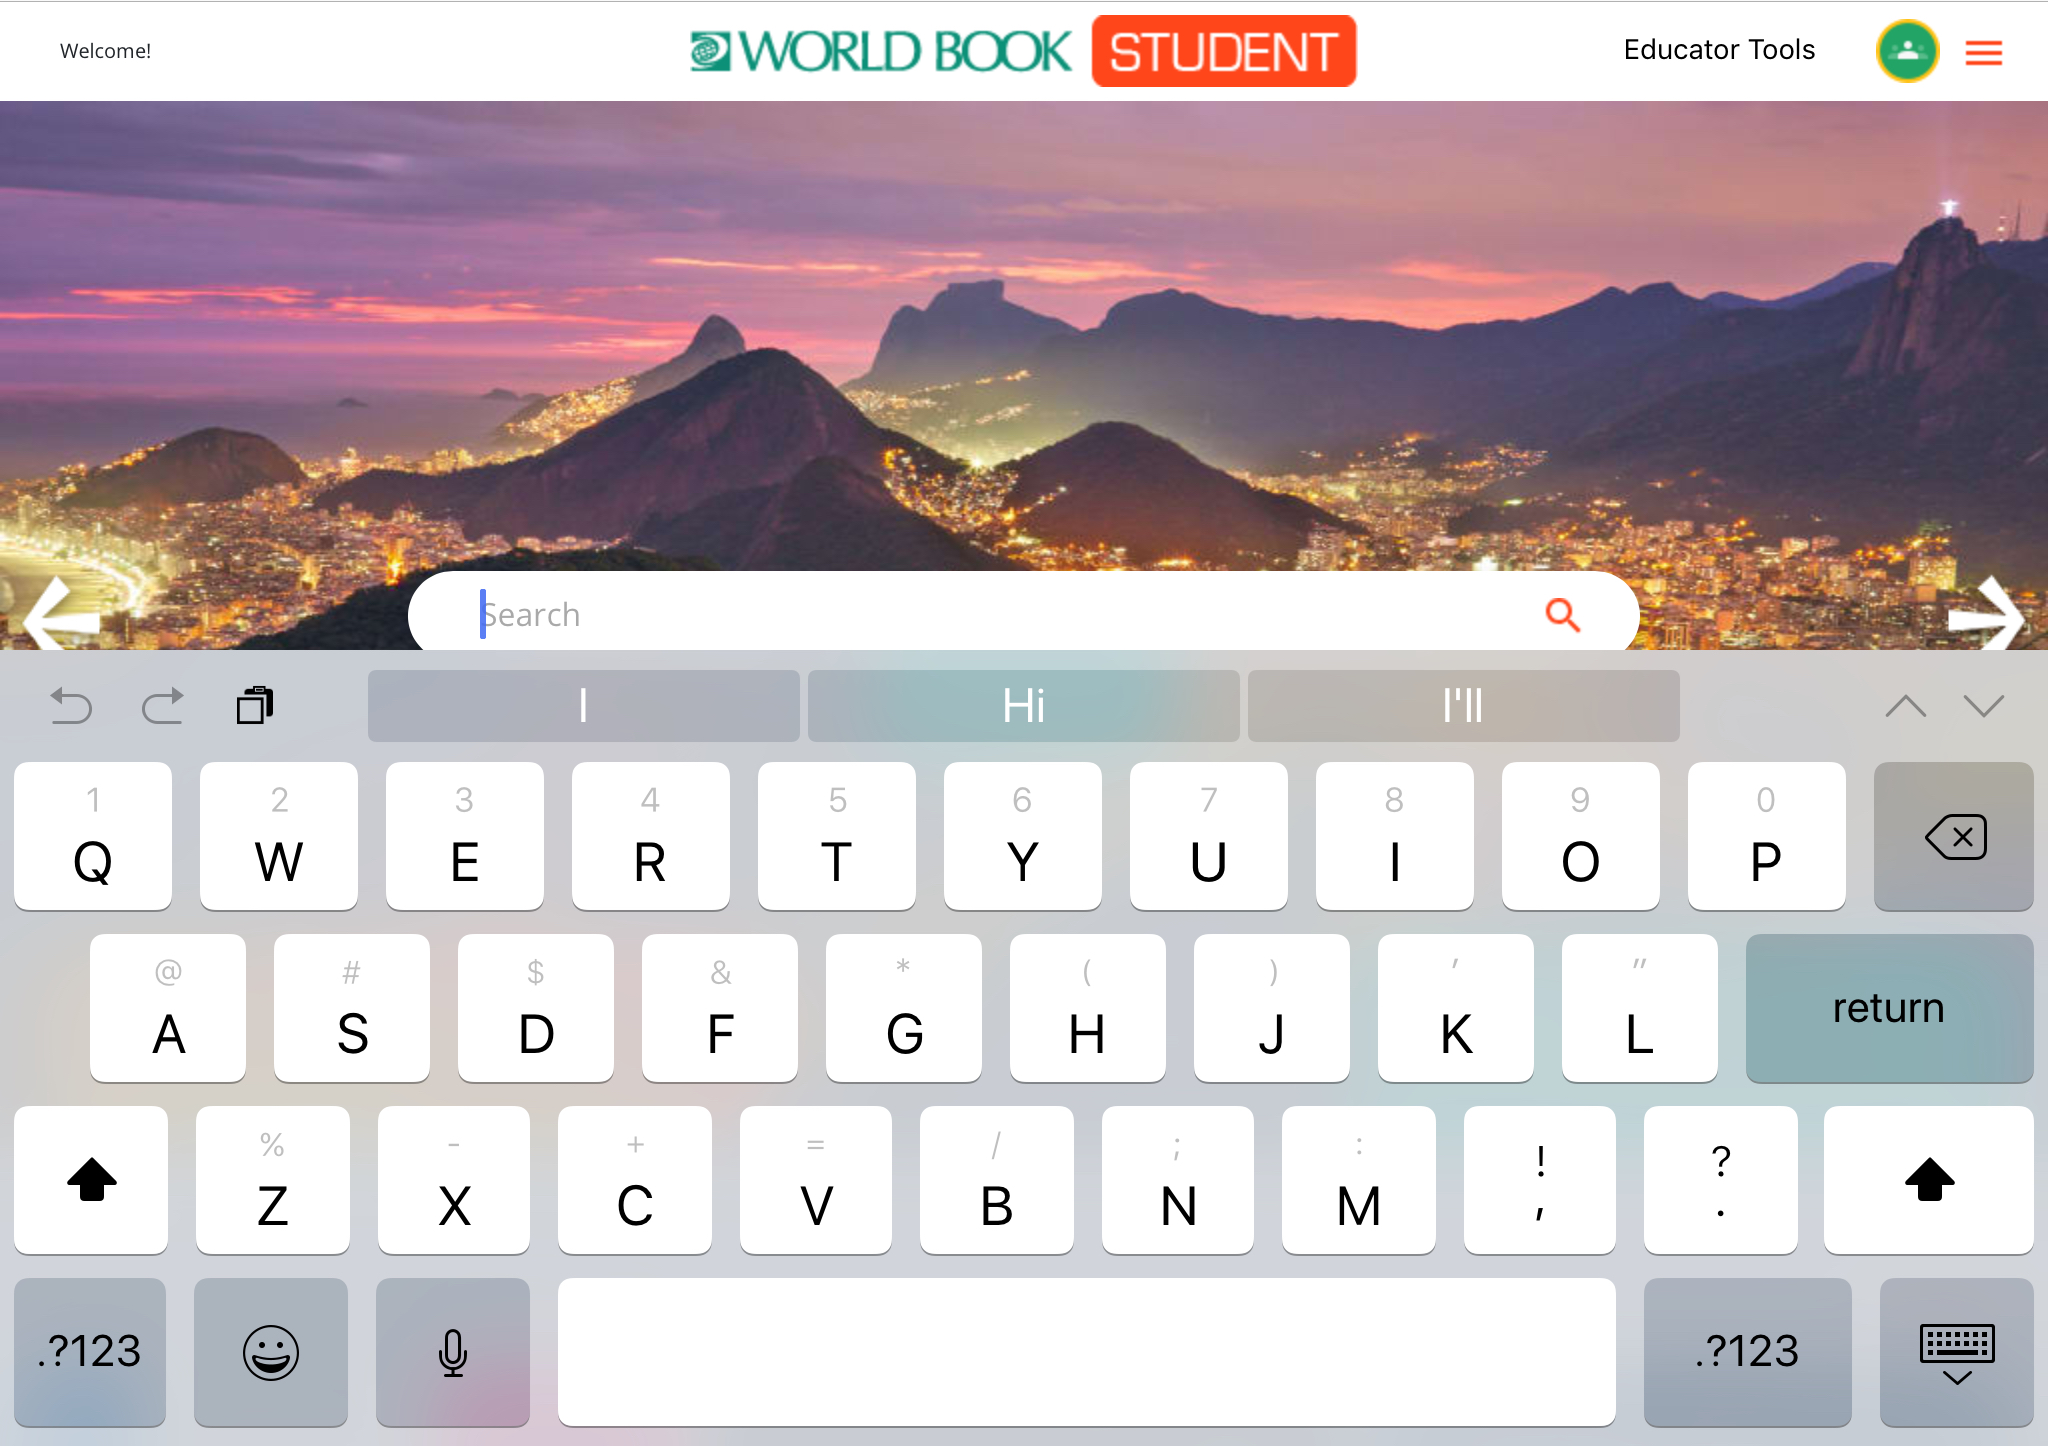 Welcome!
WORLD BOOK STUDENT
Educator Tools
Search
I Hi I'll
1 2 3 4 5 6 7 8 9 0
Q W E R T Y U I O P
@ # $ & * ( ) ' "
A S D F G H J K L return
% - + = / ; : ! ?
Z X C V B N M , .
.?123 .?123